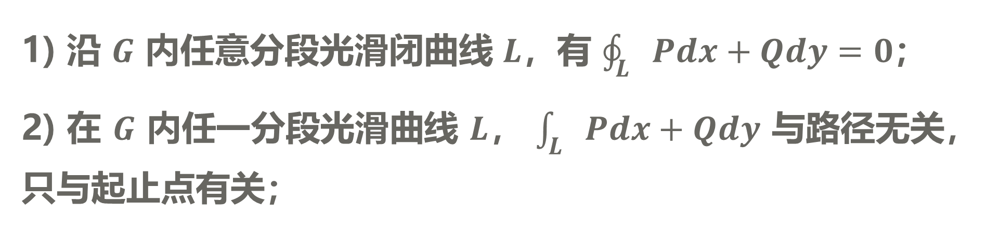 1) 沿 G 内任意分段光滑闭曲线 L，有 ∮_L Pdx + Qdy = 0；
2) 在 G 内任一分段光滑曲线 L， ∫_L Pdx + Qdy 与路径无关，
只与起止点有关；